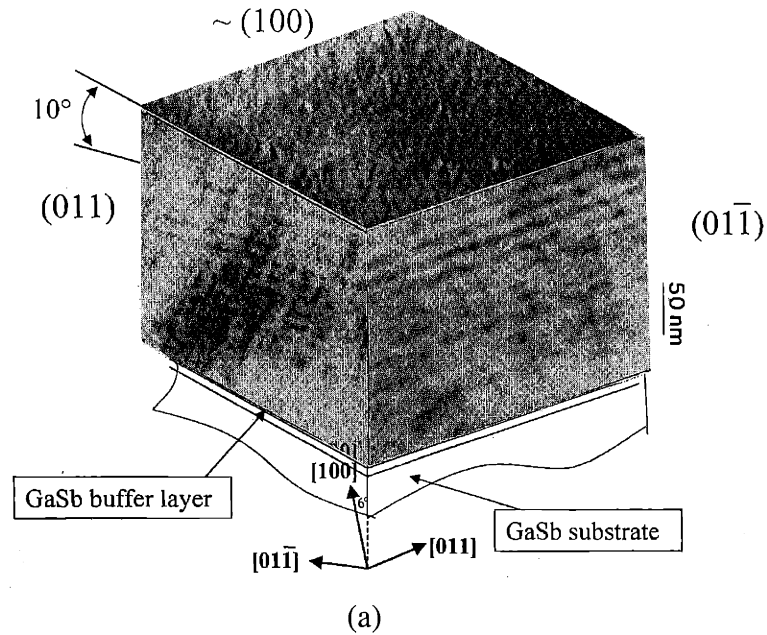 ~ (100)
10°
(011)
(011̅)
50 nm
[100]
6°
GaSb buffer layer
GaSb substrate
[011̅]
[011]
(a)